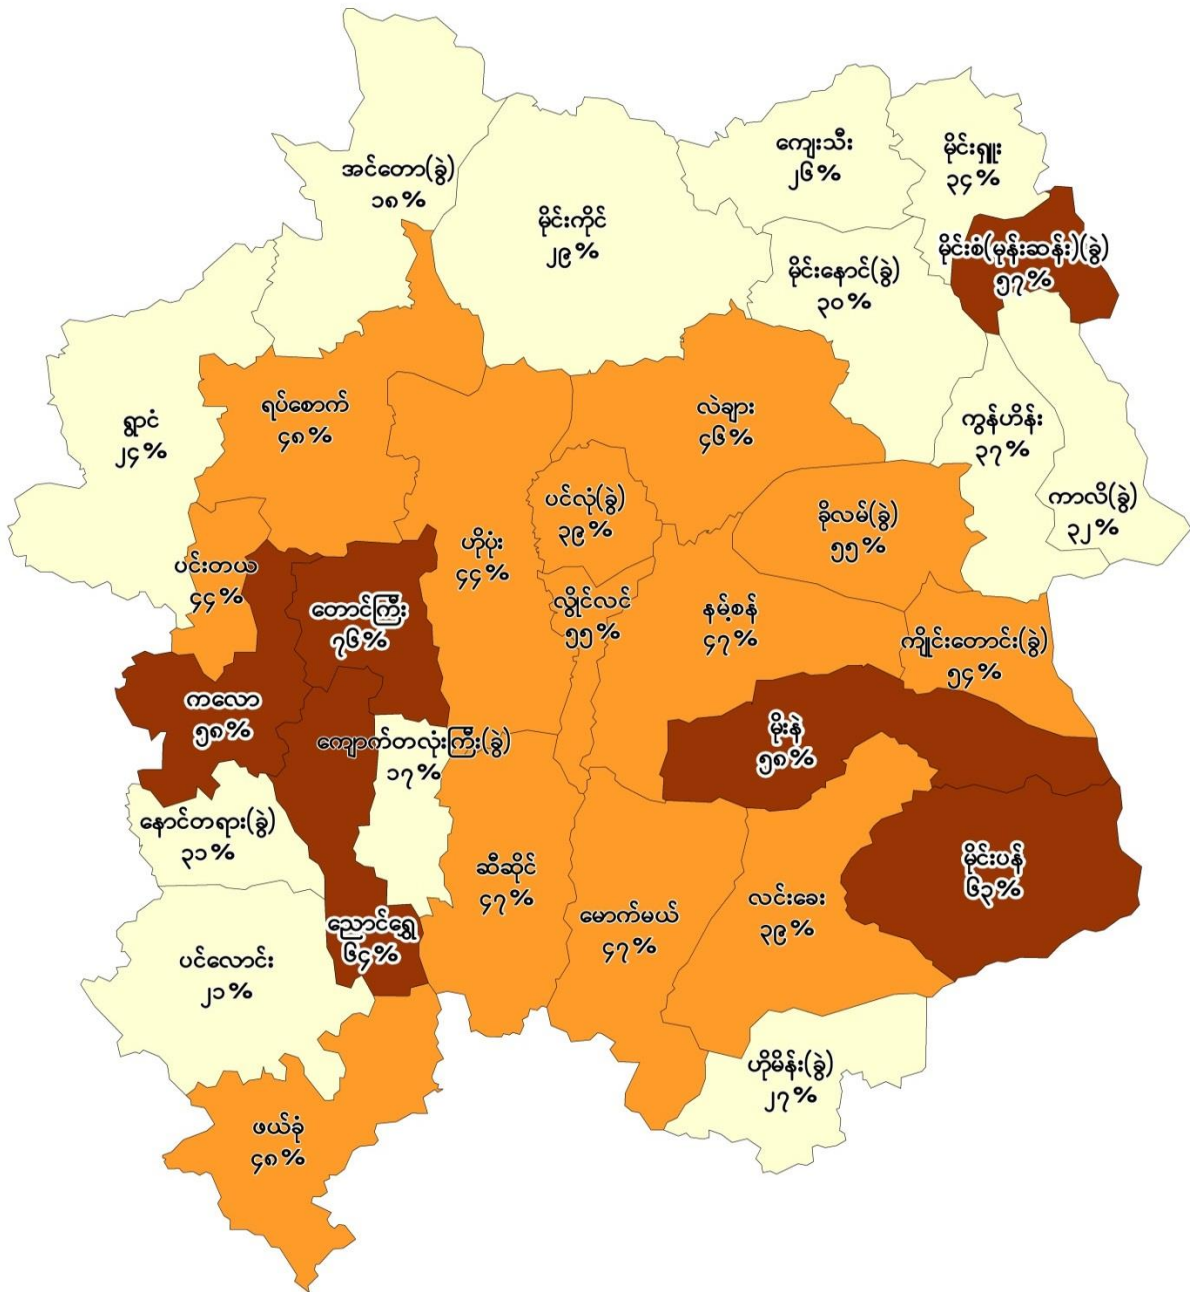 အင်တော(ခွဲ)
၁၈%
မိုင်းကိုင်
၂၉%
ကျေးသီး
၂၆%
မိုင်းရှူး
၃၄%
မိုင်းစံ(မုန်းဆန်း)(ခွဲ)
၅၇%
မိုင်းနောင်(ခွဲ)
၃၀%
ရွာငံ
၂၄%
ရပ်စောက်
၄၈%
လဲချား
၄၆%
ကွန်ဟိန်း
၃၇%
ကာလိ(ခွဲ)
၃၂%
ပင်လုံ(ခွဲ)
၃၉%
ခိုလမ်(ခွဲ)
၅၅%
ဟိုပုံး
၄၄%
ပင်းတယ
၄၄%
တောင်ကြီး
၇၆%
လွိုင်လင်
၅၅%
နမ့်စန်
၄၇%
ကျိုင်းတောင်း(ခွဲ)
၅၄%
ကလော
၅၈%
ကျောက်တလုံးကြီး(ခွဲ)
၁၇%
မိုးနဲ
၅၈%
နောင်တရား(ခွဲ)
၃၁%
ဆီဆိုင်
၄၇%
မိုင်းပန်
၆၃%
လင်းခေး
၃၉%
မောက်မယ်
၄၇%
ညောင်ရွှေ
၆၄%
ပင်လောင်း
၂၁%
ဟိုမိန်း(ခွဲ)
၂၇%
ဖယ်ခုံ
၄၈%